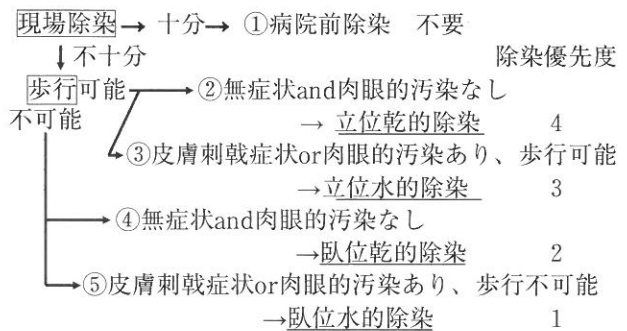 現場除染→ 十分→ ①病院前除染 不要
↓不十分 除染優先度
歩行可能→②無症状and肉眼的汚染なし
不可能 → 立位乾的除染 4
③皮膚刺戟症状or肉眼的汚染あり、歩行可能
→立位水的除染 3
→④無症状and肉眼的汚染なし
→臥位乾的除染 2
→⑤皮膚刺戟症状or肉眼的汚染あり、歩行不可能
→臥位水的除染 1